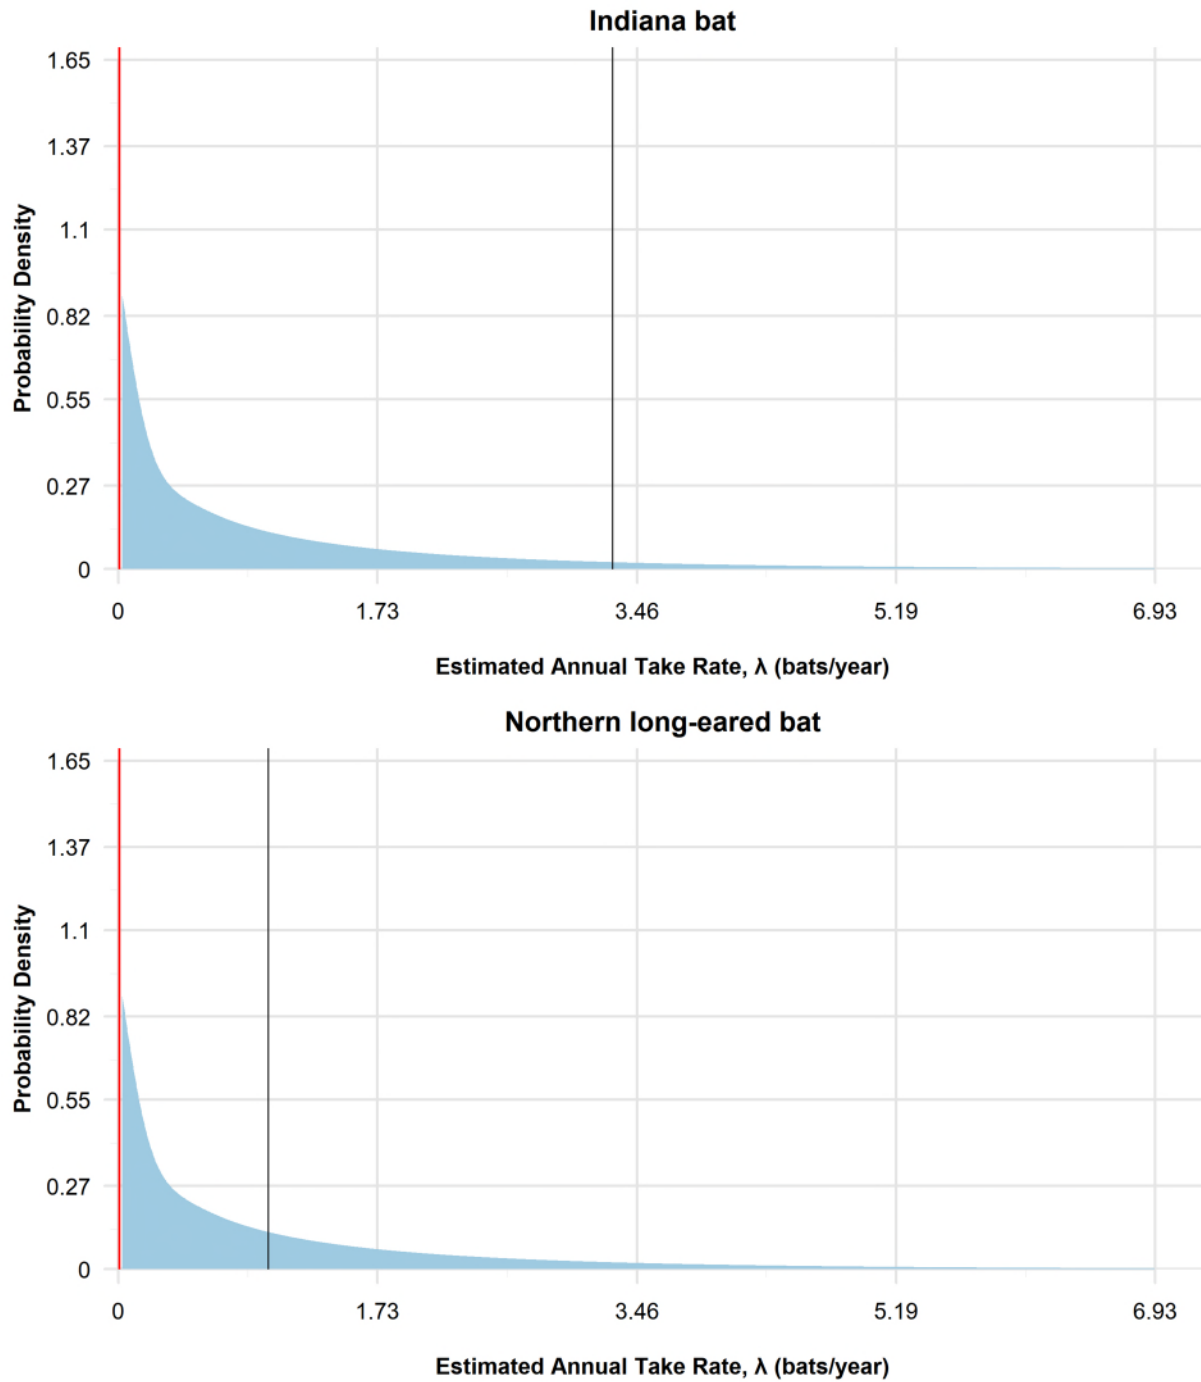 Indiana bat
1.65
1.37
1.1
0.82
0.55
0.27
0
Probability Density
0 1.73 3.46 5.19 6.93
Estimated Annual Take Rate, λ (bats/year)
Northern long-eared bat
1.65
1.37
1.1
0.82
0.55
0.27
0
Probability Density
0 1.73 3.46 5.19 6.93
Estimated Annual Take Rate, λ (bats/year)